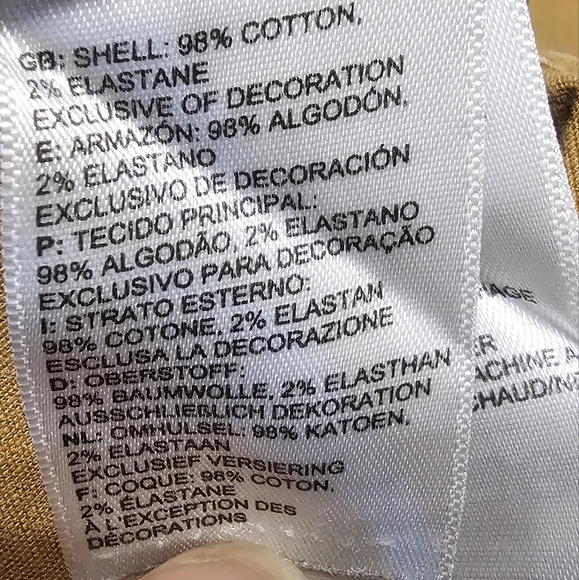 GB: SHELL: 98% COTTON,
2% ELASTANE
EXCLUSIVE OF DECORATION
E: ARMAZÓN: 98% ALGODÓN,
2% ELASTANO
EXCLUSIVO DE DECORACIÓN
P: TECIDO PRINCIPAL:
98% ALGODÃO, 2% ELASTANO
EXCLUSIVO PARA DECORAÇÃO
I: STRATO ESTERNO:
98% COTONE, 2% ELASTAN
ESCLUSA LA DECORAZIONE
D: OBERSTOFF:
98% BAUMWOLLE, 2% ELASTHAN
AUSSCHLIEßLICH DEKORATION
NL: OMHULSEL: 98% KATOEN,
2% ELASTAAN
EXCLUSIEF VERSIERING
F: COQUE: 98% COTON,
2% ÉLASTANE
À L'EXCEPTION DES
DÉCORATIONS